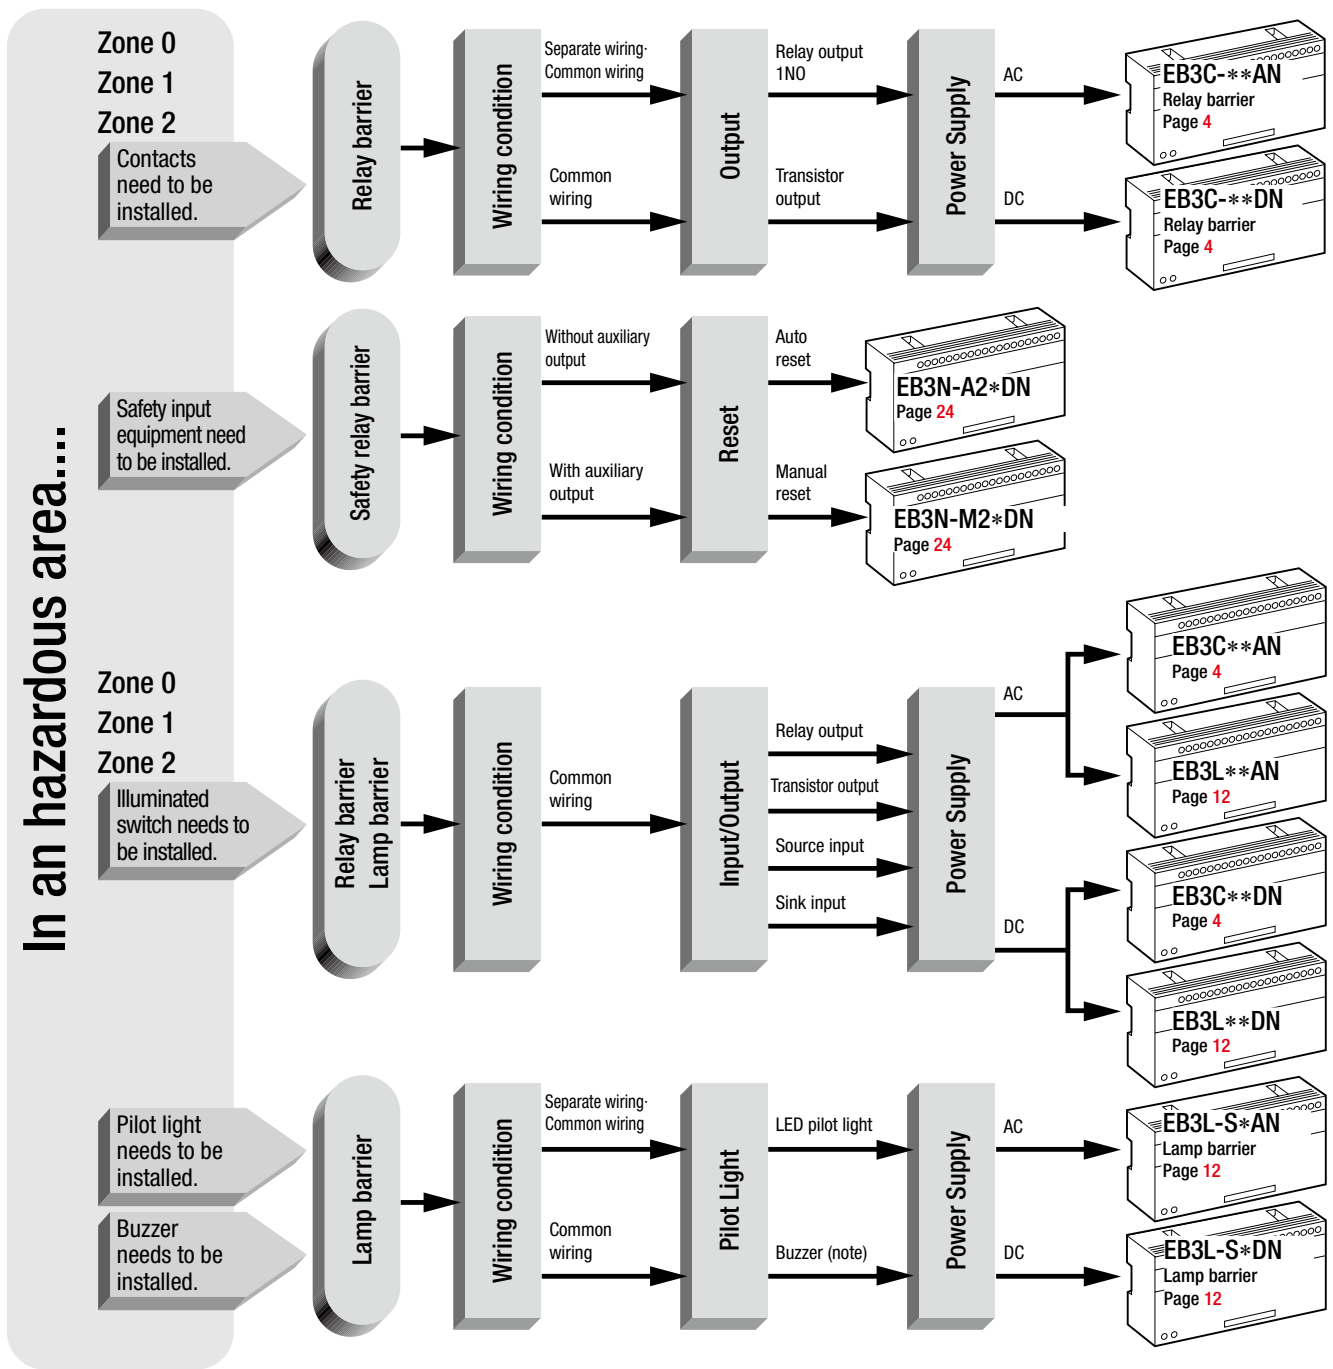 In an hazardous area....
Zone 0
Zone 1
Zone 2
Contacts
need to be
installed.
Relay barrier
Wiring condition
Separate wiring·
Common wiring
Common
wiring
Output
Relay output
1NO
Transistor
output
Power Supply
AC
DC
EB3C-**AN
Relay barrier
Page 4
EB3C-**DN
Relay barrier
Page 4
Safety input
equipment need
to be installed.
Safety relay barrier
Wiring condition
Without auxiliary
output
With auxiliary
output
Reset
Auto
reset
Manual
reset
EB3N-A2*DN
Page 24
EB3N-M2*DN
Page 24
Zone 0
Zone 1
Zone 2
Illuminated
switch needs to
be installed.
Relay barrier
Lamp barrier
Wiring condition
Common
wiring
Input/Output
Relay output
Transistor output
Source input
Sink input
Power Supply
AC
DC
EB3C**AN
Page 4
EB3L**AN
Page 12
EB3C**DN
Page 4
EB3L**DN
Page 12
Pilot light
needs to be
installed.
Buzzer
needs to be
installed.
Lamp barrier
Wiring condition
Separate wiring·
Common wiring
Common
wiring
Pilot Light
LED pilot light
Buzzer (note)
Power Supply
AC
DC
EB3L-S*AN
Lamp barrier
Page 12
EB3L-S*DN
Lamp barrier
Page 12